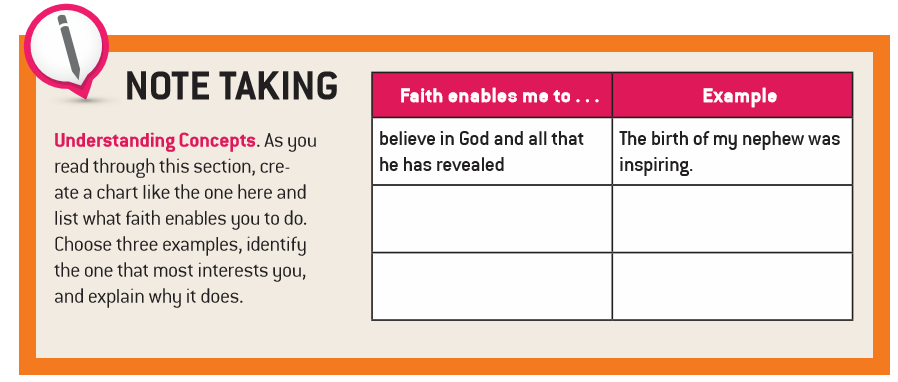 NOTE TAKING
Understanding Concepts. As you
read through this section, cre-
ate a chart like the one here and
list what faith enables you to do.
Choose three examples, identify
the one that most interests you,
and explain why it does.
Faith enables me to . . .
Example
believe in God and all that
he has revealed
The birth of my nephew was
inspiring.